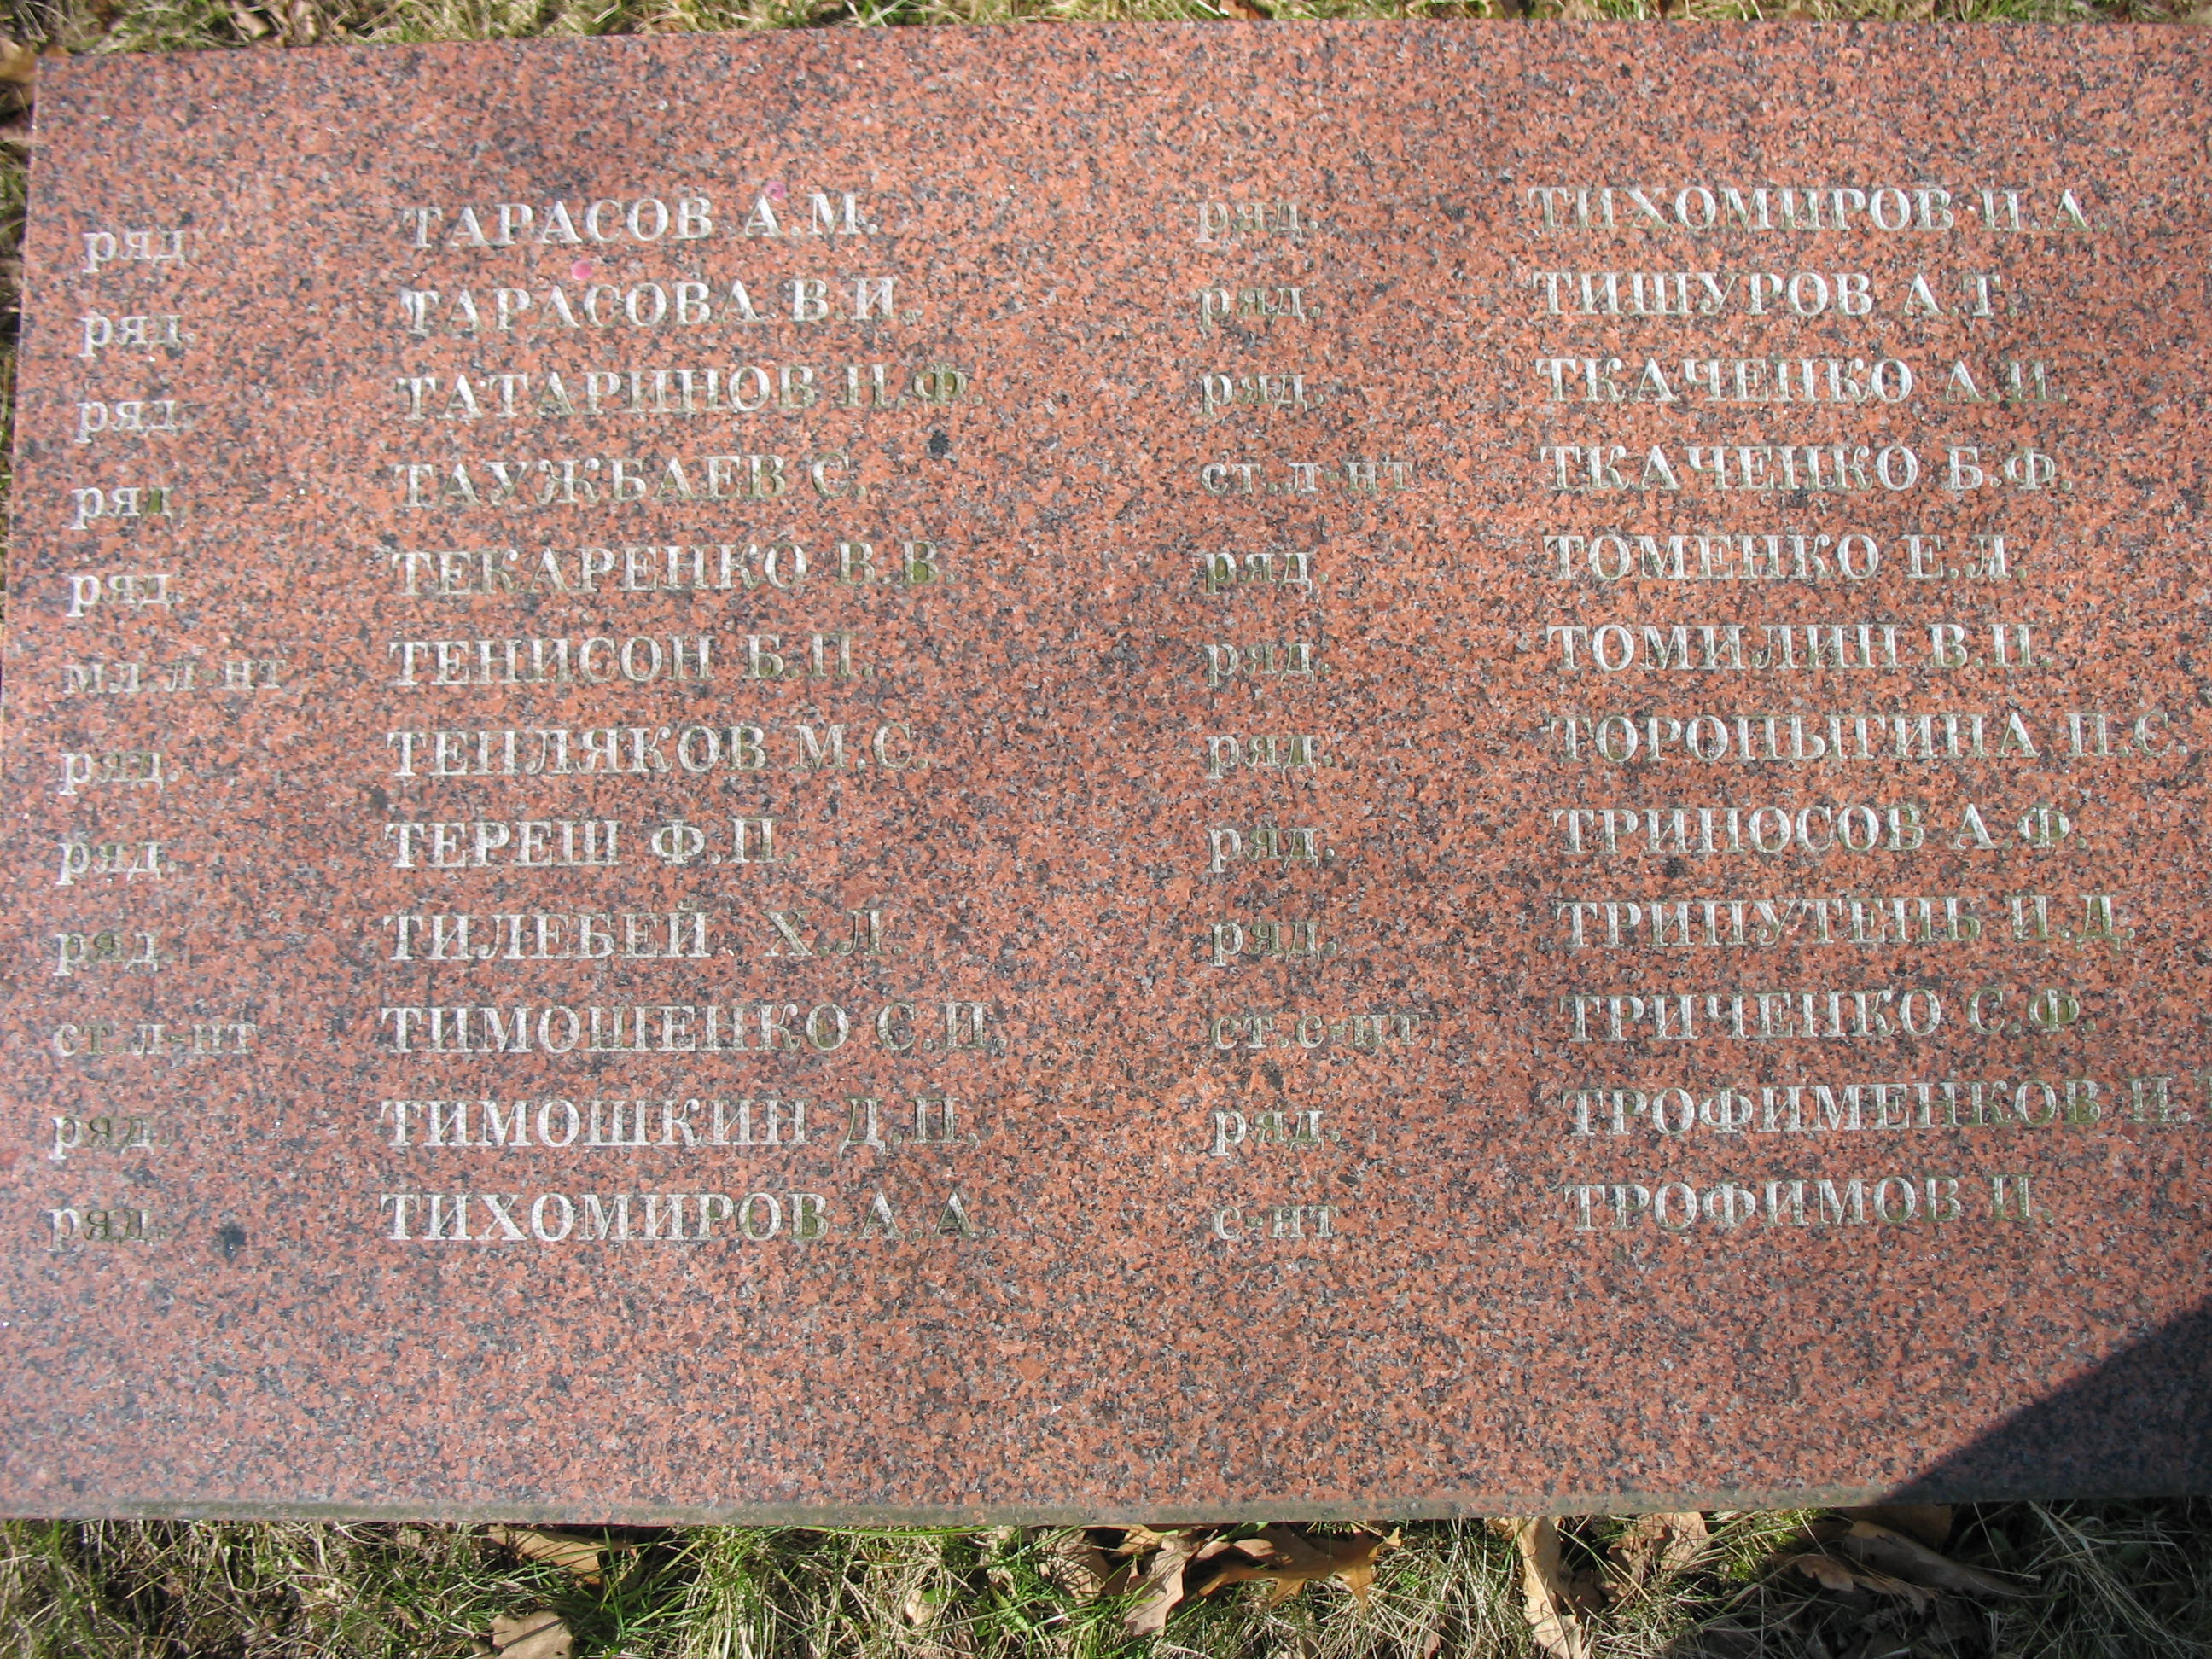 ряд. ТАРАСОВ А.М.
ряд. ТАРАСОВА В.И.
ряд. ТАТАРИНОВ И.Ф.
ряд. ТАУЖБАЕВ С.
ряд. ТЕКАРЕНКО В.В.
мл.л-нт ТЕНИСОН Б.П.
ряд. ТЕПЛЯКОВ М.С.
ряд. ТЕРЕШ Ф.П.
ряд. ТИЛЕБЕЙ Х.Л.
ст.л-нт ТИМОШЕНКО С.И.
ряд. ТИМОШКИН Д.П.
ряд. ТИХОМИРОВ А.А.
ряд. ТИХОМИРОВ И.А.
ряд. ТИШУРОВ А.Т.
ряд. ТКАЧЕНКО А.И.
ст.л-нт ТКАЧЕНКО Б.Ф.
ряд. ТОМЕНКО Е.Л.
ряд. ТОМИЛИН В.И.
ряд. ТОРОПЫГИНА П.С.
ряд. ТРИНОСОВ А.Ф.
ряд. ТРИПУТЕНЬ И.Д.
ст.с-нт ТРИЧЕНКО С.Ф.
ряд. ТРОФИМЕНКОВ И.
с-нт ТРОФИМОВ И.